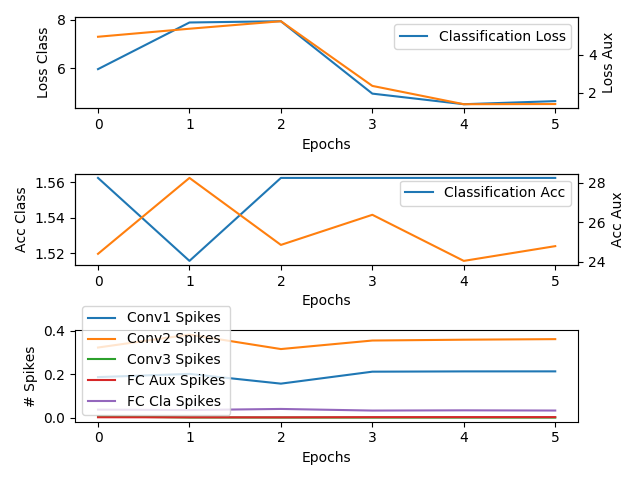 8
6
Loss Class
Classification Loss
4
2
Loss Aux
0 1 2 3 4 5
Epochs
1.56
1.54
1.52
Acc Class
Classification Acc
28
26
24
Acc Aux
0 1 2 3 4 5
Epochs
0.4
0.2
0.0
# Spikes
Conv1 Spikes
Conv2 Spikes
Conv3 Spikes
FC Aux Spikes
FC Cla Spikes
0 1 2 3 4 5
Epochs